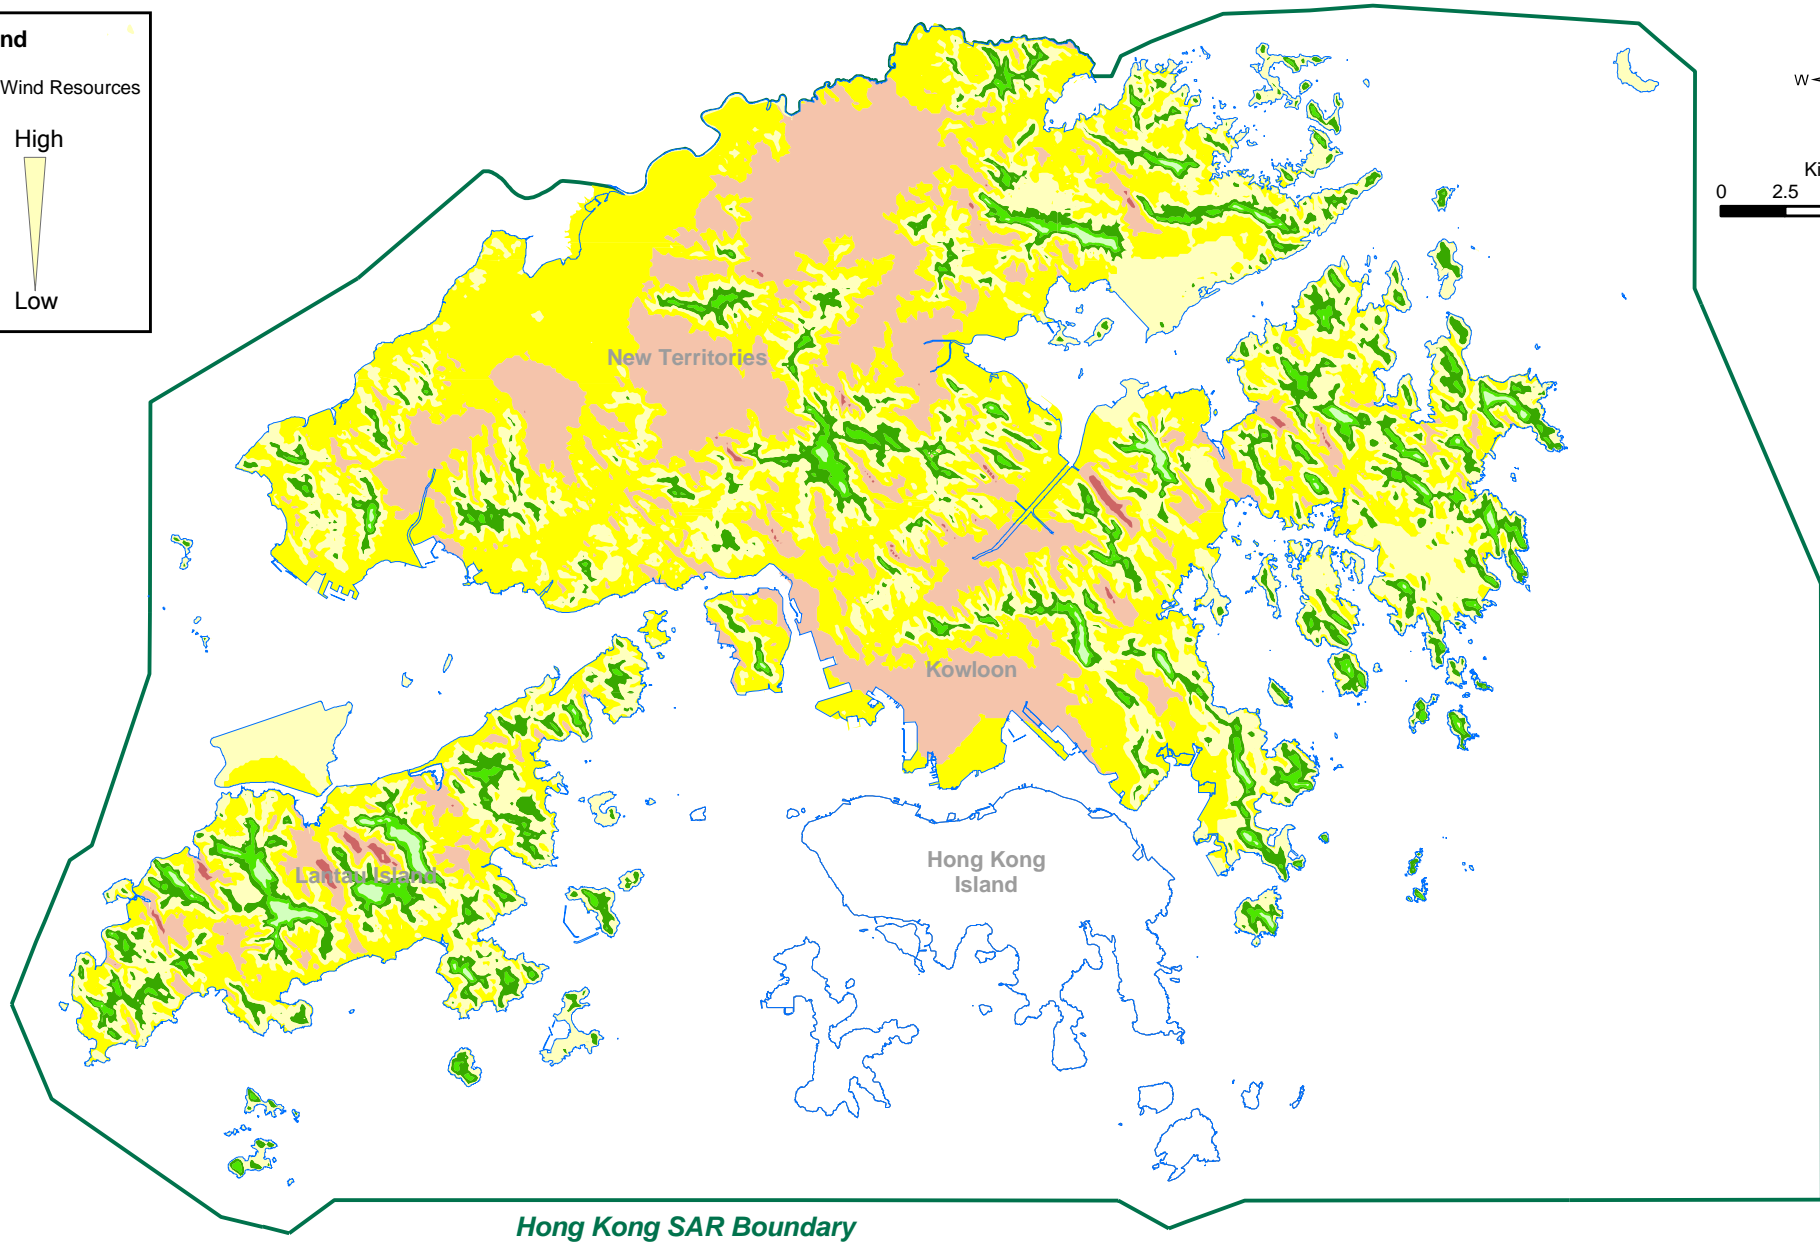 nd
Wind Resources
High
Low
W
Ki
0 2.5
New Territories
Kowloon
Lantau Island
Hong Kong
Island
Hong Kong SAR Boundary